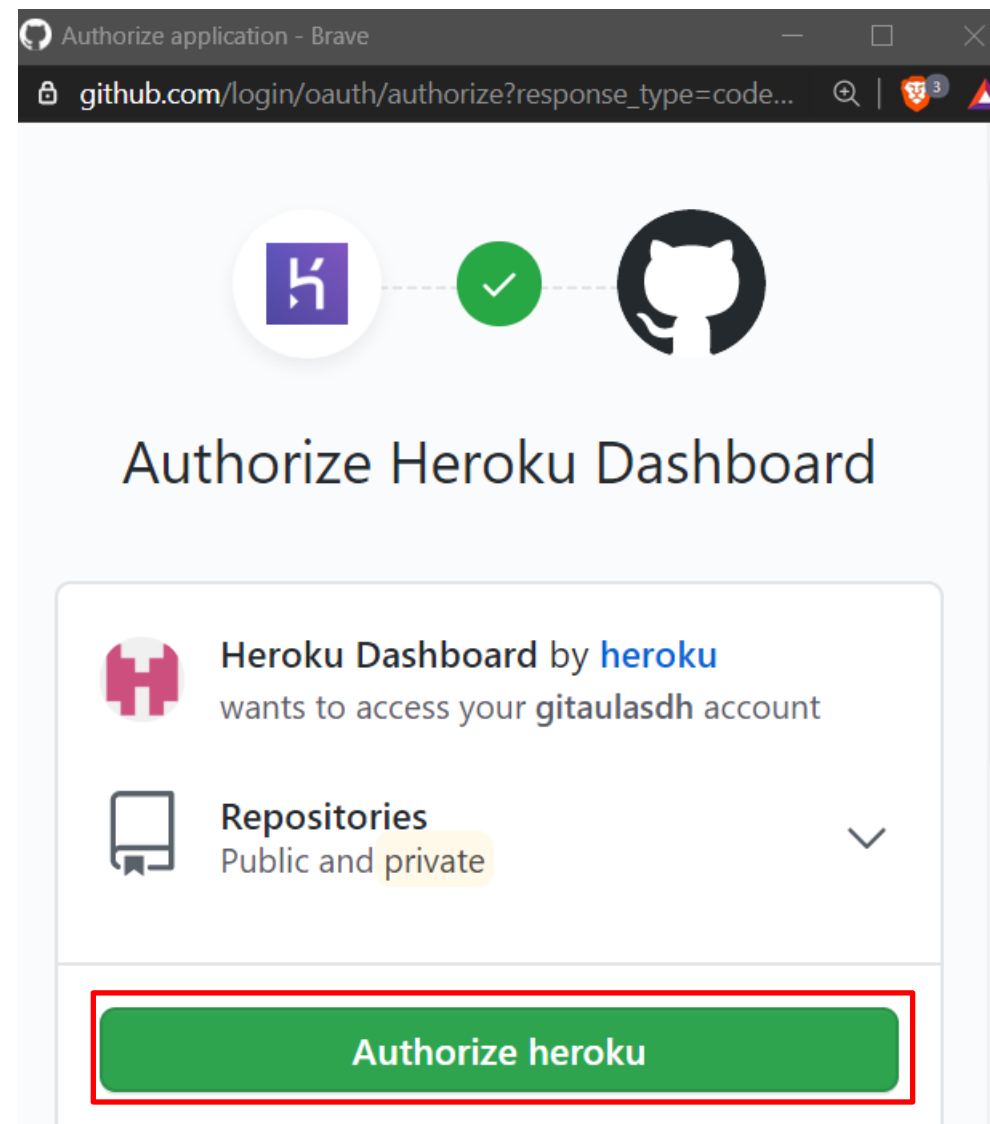 Authorize application - Brave
github.com/login/oauth/authorize?response_type=code...
3
Authorize Heroku Dashboard
Heroku Dashboard by heroku
wants to access your gitaulasdh account
Repositories
Public and private
Authorize heroku